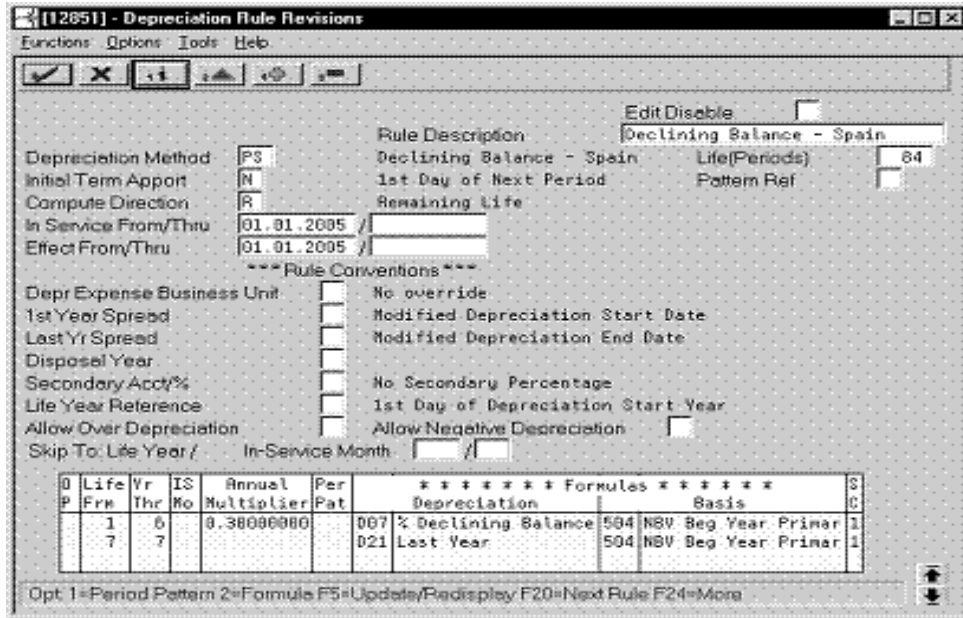 [12851] - Depreciation Rule Revisions
Functions Options Tools Help
Edit Disable
Rule Description Declining Balance - Spain
Depreciation Method PS Declining Balance - Spain Life(Periods) 84
Initial Term Apport N 1st Day of Next Period Pattern Ref
Compute Direction R Remaining Life
In Service From/Thru 01.01.2005 /
Effect From/Thru 01.01.2005 /
*** Rule Conventions ***
Depr Expense Business Unit No override
1st Year Spread Modified Depreciation Start Date
Last Yr Spread Modified Depreciation End Date
Disposal Year
Secondary Acct/% No Secondary Percentage
Life Year Reference 1st Day of Depreciation Start Year
Allow Over Depreciation Allow Negative Depreciation
Skip To: Life Year / In-Service Month /
O Life Yr IS Annual Per * * * * * * * Formulas * * * * * * S
P Frm Thr Mo Multiplier Pat Depreciation Basis C
1 6 0.38000000 D07 % Declining Balance 504 NBV Beg Year Primar 1
7 7 D21 Last Year 504 NBV Beg Year Primar 1
Opt: 1=Period Pattern 2=Formula F5=Update/Redisplay F20=Next Rule F24=More